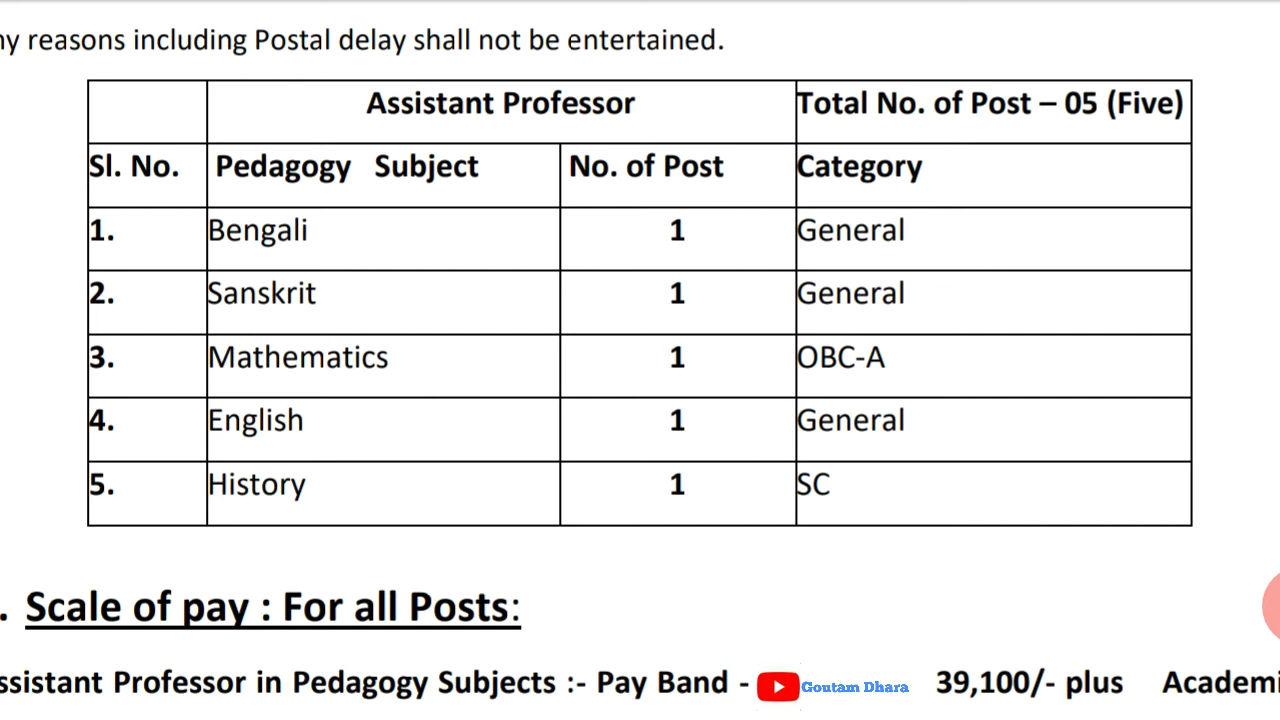 reasons including Postal delay shall not be entertained.
Assistant Professor Total No. of Post – 05 (Five)
Sl. No. Pedagogy Subject No. of Post Category
1. Bengali 1 General
2. Sanskrit 1 General
3. Mathematics 1 OBC-A
4. English 1 General
5. History 1 SC
. Scale of pay : For all Posts:
ssistant Professor in Pedagogy Subjects :- Pay Band - Goutam Dhara 39,100/- plus Academi